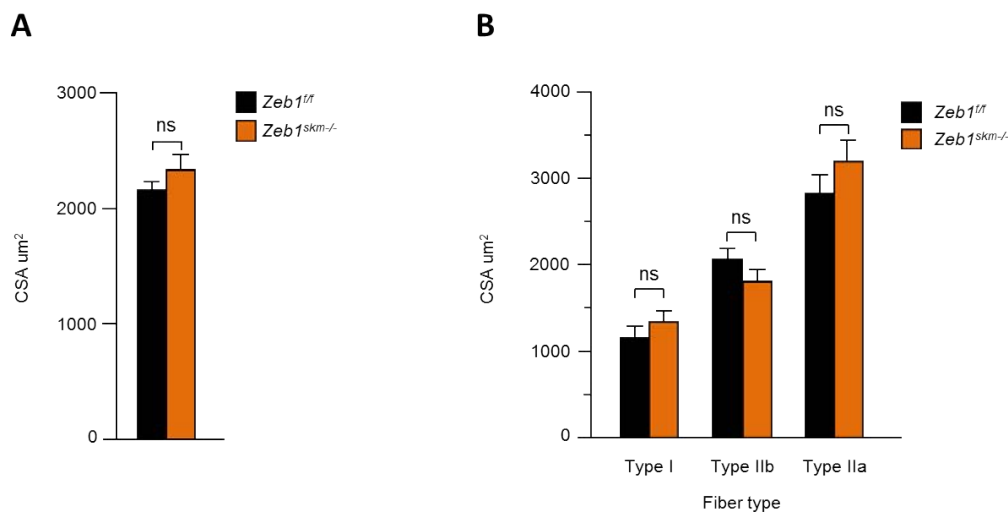 A
3000
2000
1000
0
CSA um²
ns
Zeb1f/f
Zeb1skm-/-
B
4000
3000
2000
1000
0
CSA um²
ns
ns
ns
Zeb1f/f
Zeb1skm-/-
Type I
Type IIb
Type IIa
Fiber type